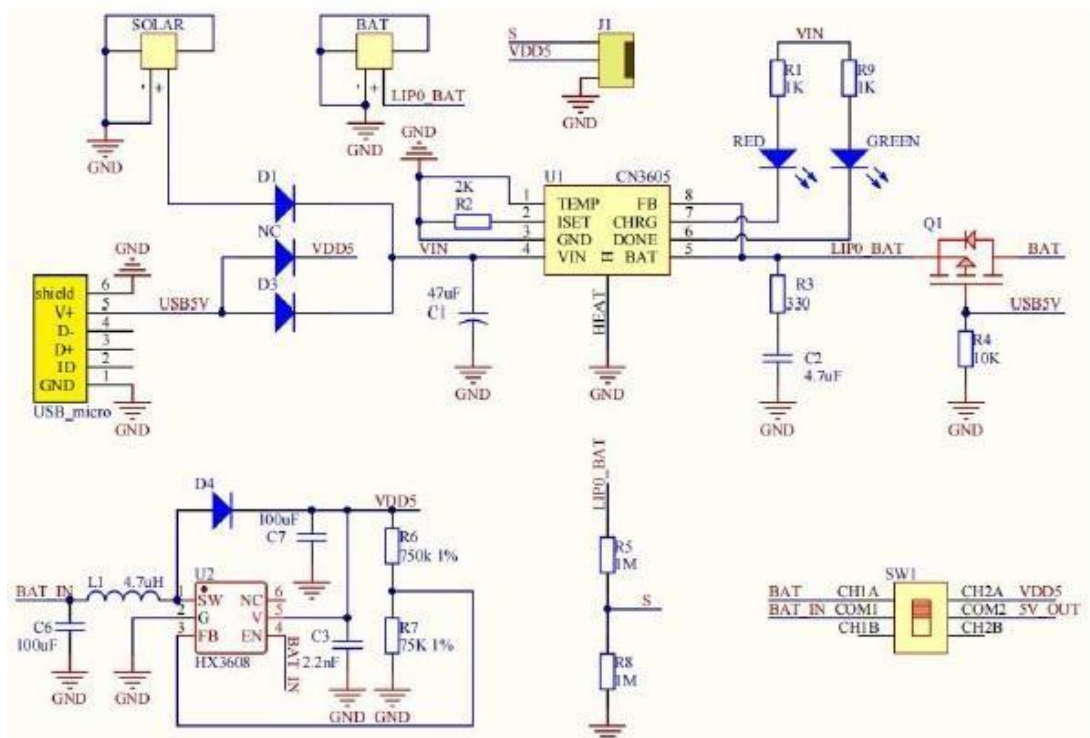 SOLAR
- +
GND
BAT
- +
LIP0_BAT
GND
S
VDD5
J1
GND
VIN
R1
1K
R9
1K
RED
GREEN
GND
2K
R2
U1
CN3605
1 TEMP
2 ISET
3 GND
4 VIN
FB 8
CHRG 7
DONE 6
BAT 5
H
HEAT
GND
D1
NC
VDD5
D3
VIN
47uF
C1
GND
GND
shield 6
V+ 5
D- 4
D+ 3
ID 2
GND 1
USB_micro
USB5V
GND
LIP0_BAT
R3
330
C2
4.7uF
GND
Q1
BAT
USB5V
R4
10K
GND
D4
VDD5
100uF
C7
GND
R6
750k 1%
BAT_IN
L1
4.7uH
C6
100uF
GND
U2
1 SW
2 G
3 FB
NC 6
V 5
EN 4
HX3608
BAT_IN
GND
C3
2.2nF
GND
R7
75K 1%
GND
LIP0_BAT
R5
1M
S
R8
1M
SW1
BAT CH1A
BAT_IN COM1
CH1B
CH2A VDD5
COM2 5V_OUT
CH2B